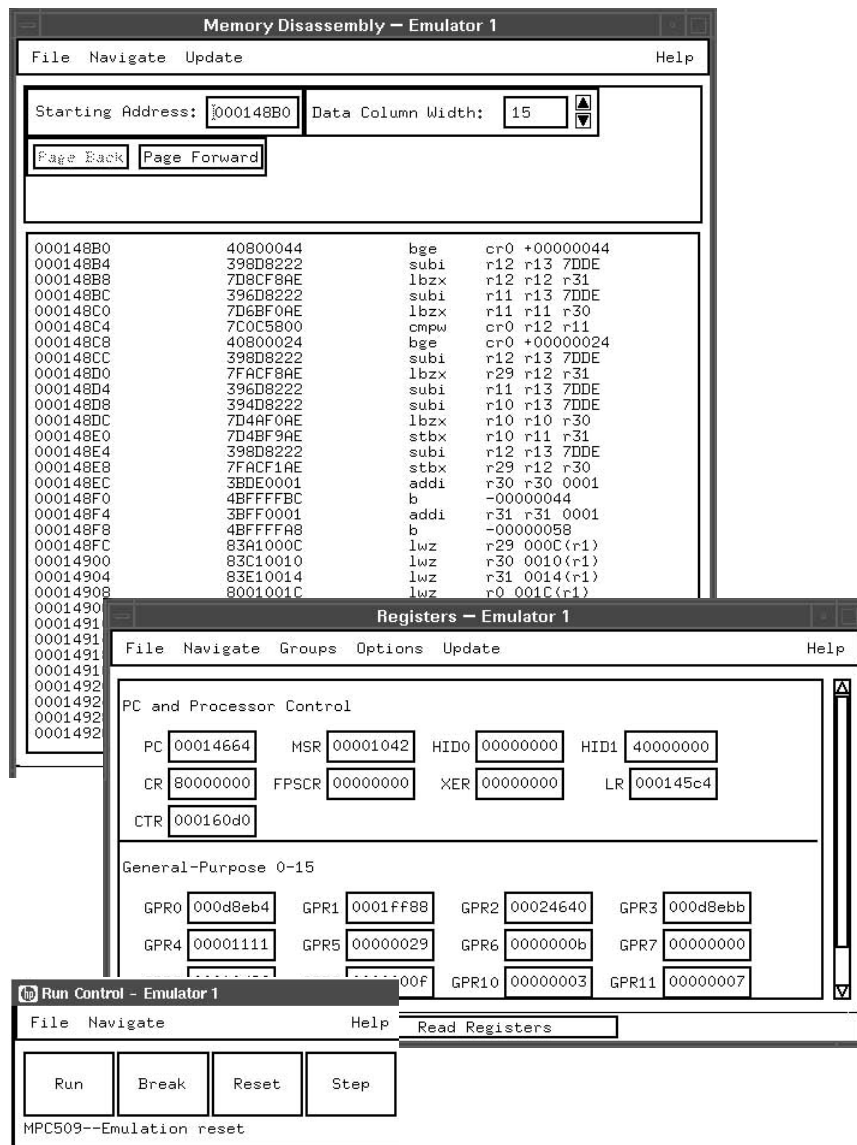 Memory Disassembly — Emulator 1
File Navigate Update Help
Starting Address: 000148B0 Data Column Width: 15
Page Back Page Forward
000148B0 40800044 bge cr0 +00000044
000148B4 398D8222 subi r12 r13 7DDE
000148B8 7D8CF8AE lbzx r12 r12 r31
000148BC 396D8222 subi r11 r13 7DDE
000148C0 7D6BF0AE lbzx r11 r11 r30
000148C4 7C0C5800 cmpw cr0 r12 r11
000148C8 40800024 bge cr0 +00000024
000148CC 398D8222 subi r12 r13 7DDE
000148D0 7FACF8AE lbzx r29 r12 r31
000148D4 396D8222 subi r11 r13 7DDE
000148D8 394D8222 subi r10 r13 7DDE
000148DC 7D4AF0AE lbzx r10 r10 r30
000148E0 7D4BF9AE stbx r10 r11 r31
000148E4 398D8222 subi r12 r13 7DDE
000148E8 7FACF1AE stbx r29 r12 r30
000148EC 3BDE0001 addi r30 r30 0001
000148F0 4BFFFFBC b -00000044
000148F4 3BFF0001 addi r31 r31 0001
000148F8 4BFFFFA8 b -00000058
000148FC 83A1000C lwz r29 000C(r1)
00014900 83C10010 lwz r30 0010(r1)
00014904 83E10014 lwz r31 0014(r1)
00014908 8001001C lwz r0 001C(r1)
0001490
0001491
0001491
0001491
0001491
0001492
0001492
0001492
0001492
Registers — Emulator 1
File Navigate Groups Options Update Help
PC and Processor Control
PC 00014664 MSR 00001042 HID0 00000000 HID1 40000000
CR 80000000 FPSCR 00000000 XER 00000000 LR 000145c4
CTR 000160d0
General-Purpose 0-15
GPR0 000d8eb4 GPR1 0001ff88 GPR2 00024640 GPR3 000d8ebb
GPR4 00001111 GPR5 00000029 GPR6 0000000b GPR7 00000000
GPR10 00000003 GPR11 00000007
Read Registers
hp Run Control - Emulator 1
File Navigate Help
Run Break Reset Step
MPC509--Emulation reset